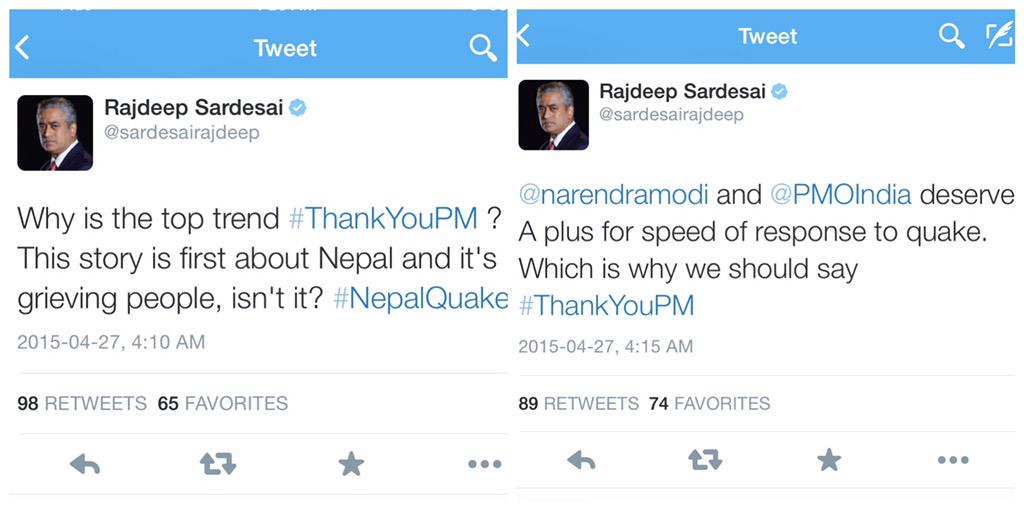 Tweet
Rajdeep Sardesai
@sardesairajdeep
Why is the top trend #ThankYouPM ?
This story is first about Nepal and it's
grieving people, isn't it? #NepalQuake
2015-04-27, 4:10 AM
98 RETWEETS 65 FAVORITES
Tweet
Rajdeep Sardesai
@sardesairajdeep
@narendramodi and @PMOIndia deserve
A plus for speed of response to quake.
Which is why we should say
#ThankYouPM
2015-04-27, 4:15 AM
89 RETWEETS 74 FAVORITES